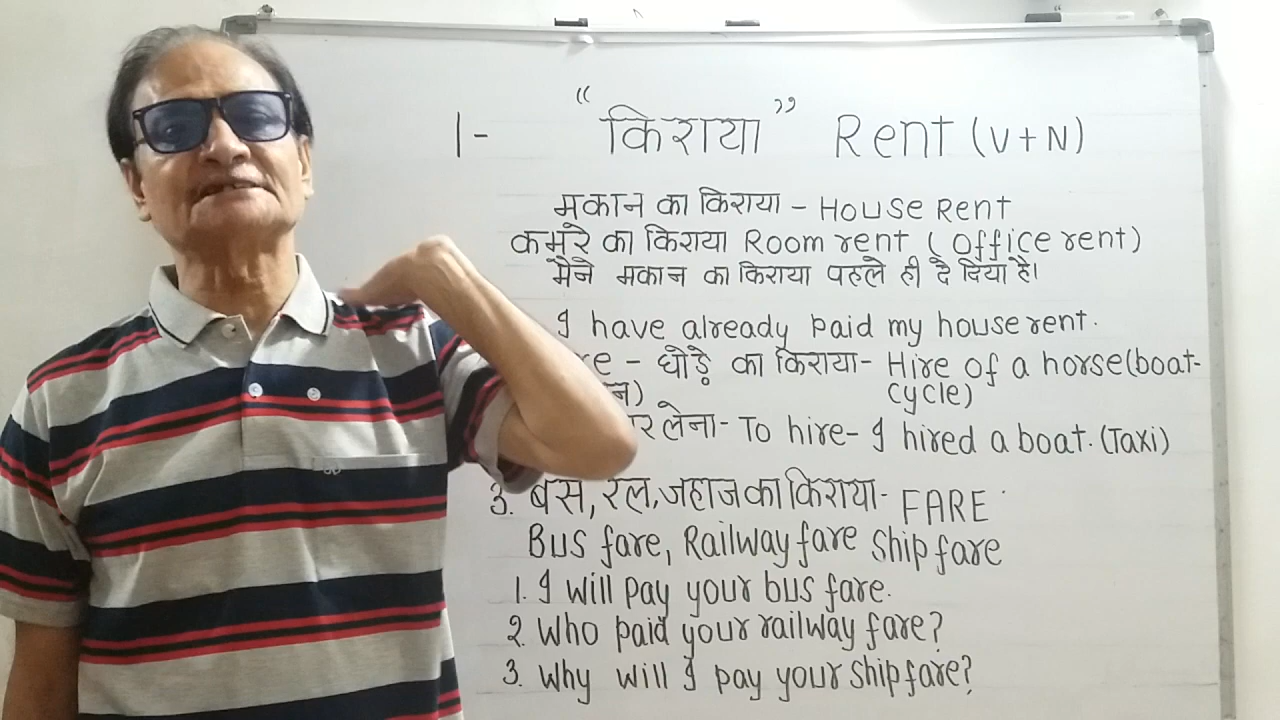 1- "किराया" Rent (V+N)
मकान का किराया - House Rent
कमरे का किराया Room rent (office rent)
मैने मकान का किराया पहले ही दे दिया है।
I have already paid my house rent.
घोड़े का किराया - Hire of a horse (boat-
cycle)
लेना - To hire - I hired a boat. (Taxi)
3. बस, रेल, जहाज का किराया - FARE
Bus fare, Railway fare ship fare
1. I will pay your bus fare.
2. Who paid your railway fare?
3. Why will I pay your ship fare?